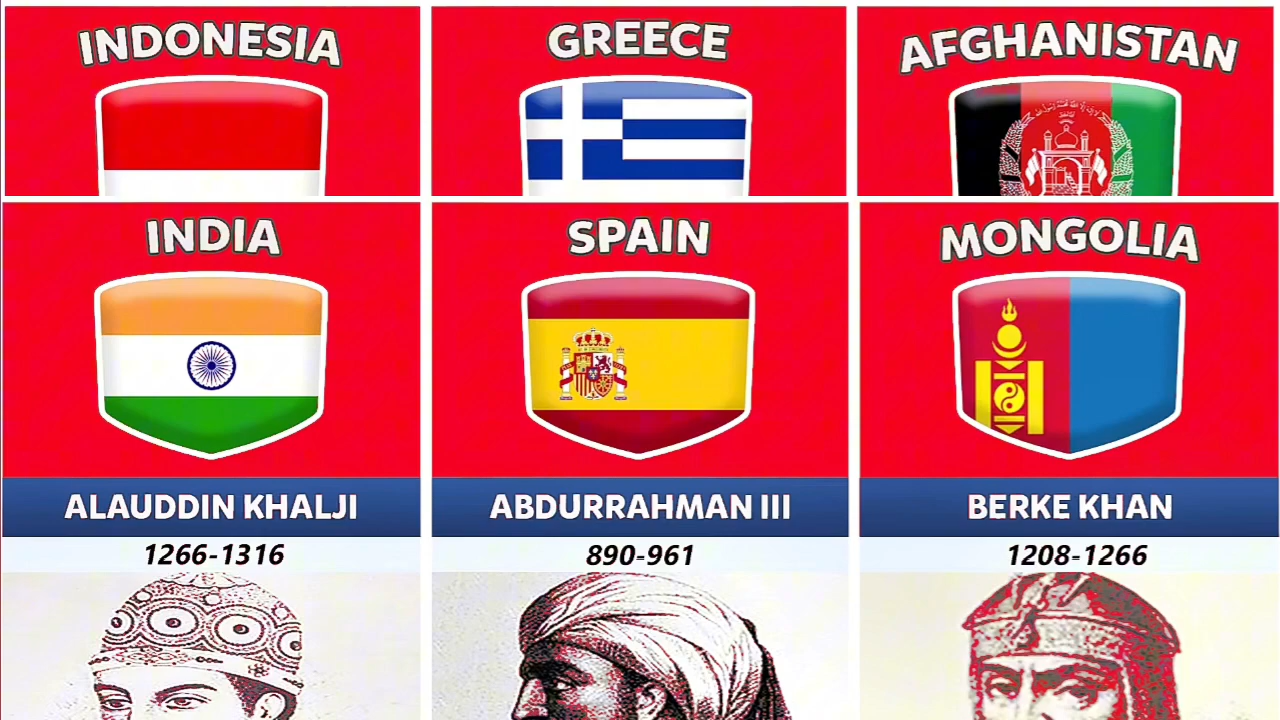 INDONESIA
GREECE
AFGHANISTAN
INDIA
SPAIN
MONGOLIA
ALAUDDIN KHALJI
ABDURRAHMAN III
BERKE KHAN
1266-1316
890-961
1208-1266